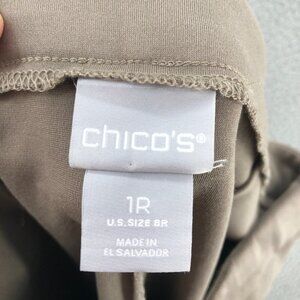 chico's®
1R
U.S. SIZE 8R
MADE IN
EL SALVADOR